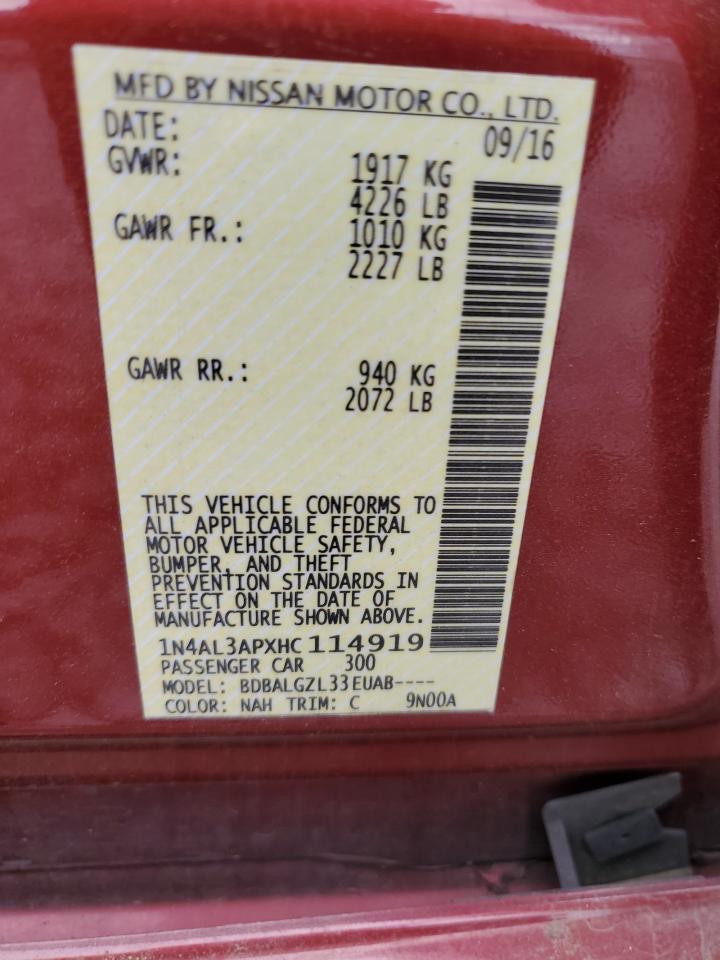 MFD BY NISSAN MOTOR CO., LTD.
DATE: 09/16
GVWR: 1917 KG
4226 LB
GAWR FR.: 1010 KG
2227 LB
GAWR RR.: 940 KG
2072 LB
THIS VEHICLE CONFORMS TO
ALL APPLICABLE FEDERAL
MOTOR VEHICLE SAFETY,
BUMPER, AND THEFT
PREVENTION STANDARDS IN
EFFECT ON THE DATE OF
MANUFACTURE SHOWN ABOVE.
1N4AL3APXHC 114919
PASSENGER CAR 300
MODEL: BDBALGZL33EUAB----
COLOR: NAH TRIM: C 9N00A